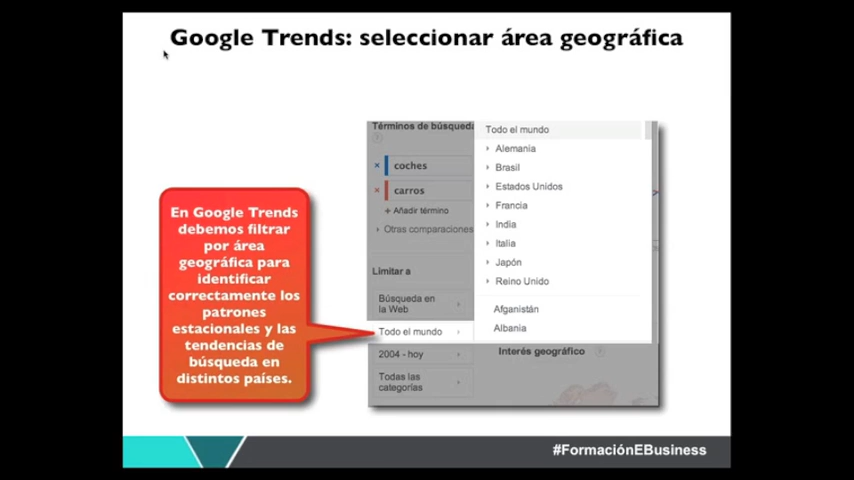 Google Trends: seleccionar área geográfica
En Google Trends
debemos filtrar
por área
geográfica para
identificar
correctamente los
patrones
estacionales y las
tendencias de
búsqueda en
distintos países.
Términos de búsqueda
?
× coches
× carros
+ Añadir término
Otras comparaciones
Limitar a
Búsqueda en
la Web
Todo el mundo
2004 - hoy
Todas las
categorías
Todo el mundo
Alemania
Brasil
Estados Unidos
Francia
India
Italia
Japón
Reino Unido
Afganistán
Albania
Interés geográfico ?
#FormaciónEBusiness